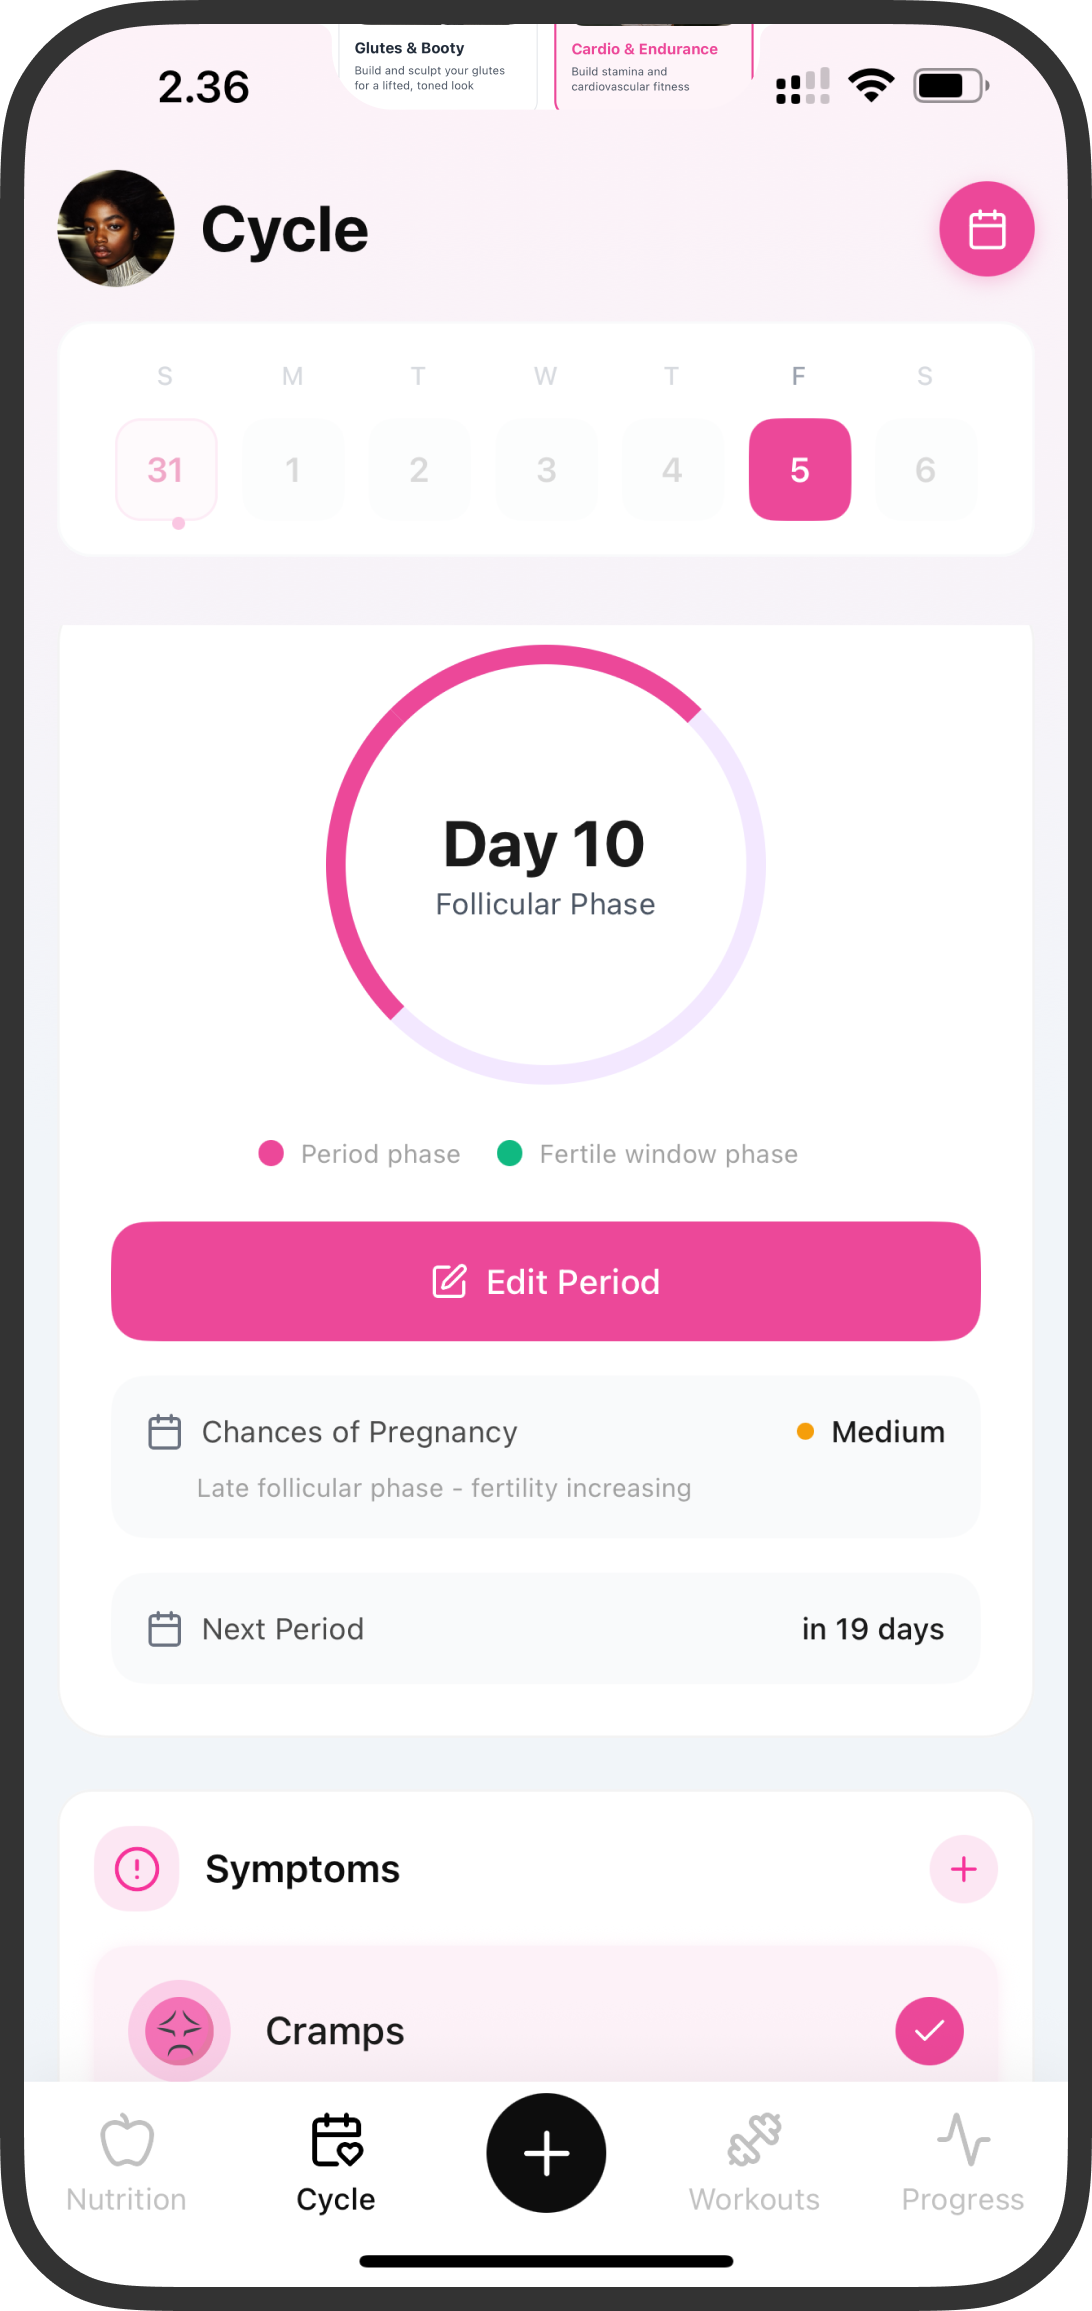 Glutes & Booty
Build and sculpt your glutes
for a lifted, toned look
Cardio & Endurance
Build stamina and
cardiovascular fitness
2.36
Cycle
S M T W T F S
31 1 2 3 4 5 6
Day 10
Follicular Phase
Period phase
Fertile window phase
Edit Period
Chances of Pregnancy
Medium
Late follicular phase - fertility increasing
Next Period
in 19 days
Symptoms
Cramps
Nutrition
Cycle
Workouts
Progress